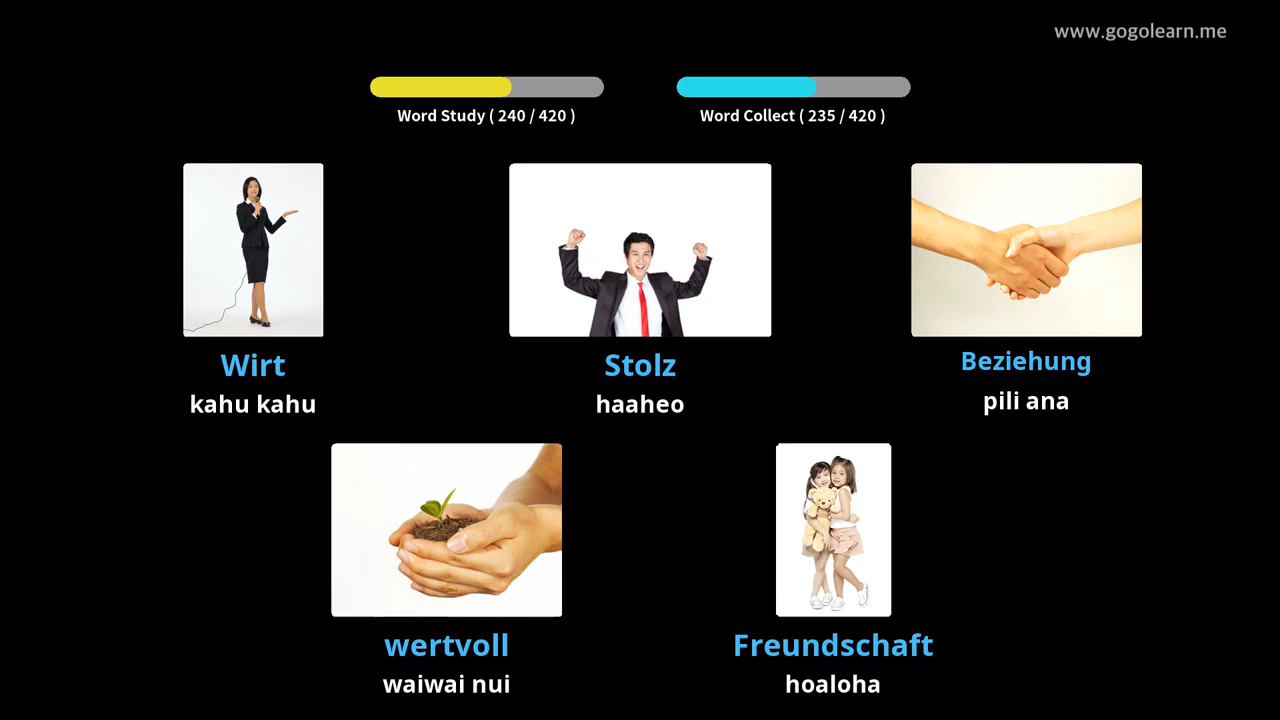 www.gogolearn.me
Word Study ( 240 / 420 )
Word Collect ( 235 / 420 )
Wirt
kahu kahu
Stolz
haaheo
Beziehung
pili ana
wertvoll
waiwai nui
Freundschaft
hoaloha